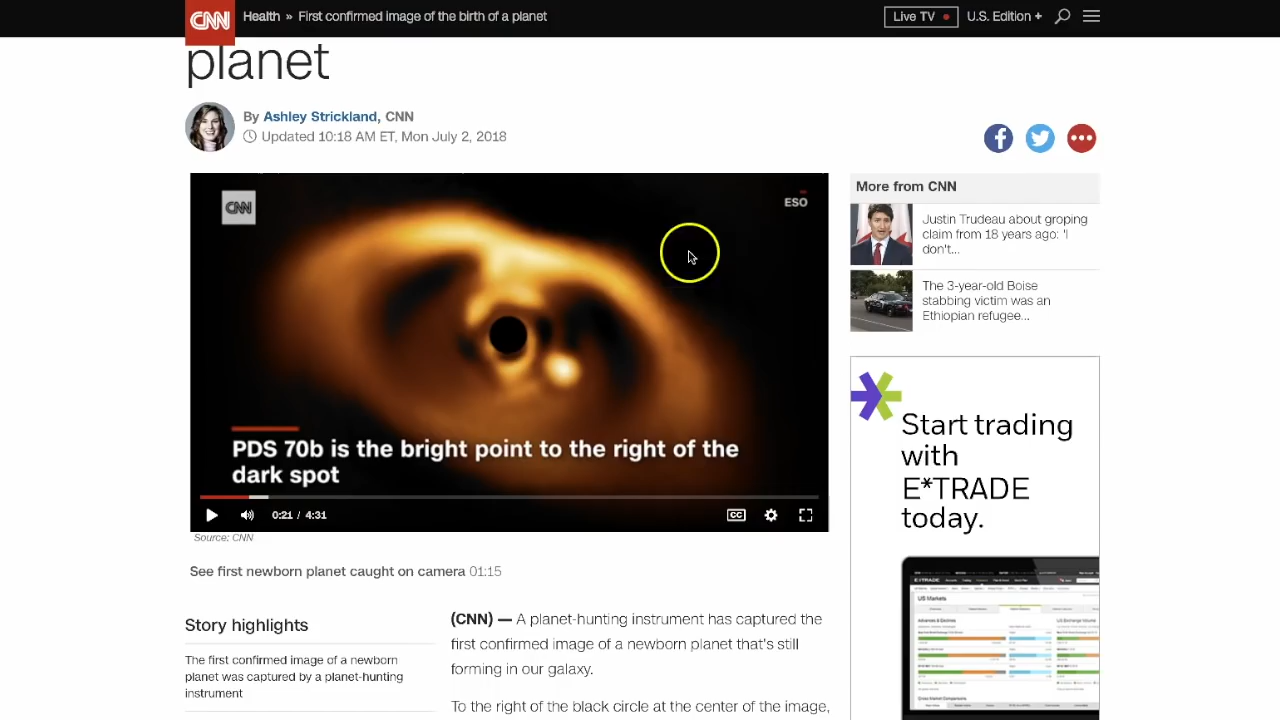 CNN
Health » First confirmed image of the birth of a planet
Live TV
U.S. Edition +
planet
By Ashley Strickland, CNN
Updated 10:18 AM ET, Mon July 2, 2018
CNN
ESO
PDS 70b is the bright point to the right of the
dark spot
0:21 / 4:31
CC
Source: CNN
See first newborn planet caught on camera 01:15
Story highlights
The first confirmed image of a newborn
planet was captured by a planet-hunting
instrument
(CNN) — A planet-hunting instrument has captured the
first confirmed image of a newborn planet that's still
forming in our galaxy.
To the right of the black circle at the center of the image,
More from CNN
Justin Trudeau about groping
claim from 18 years ago: 'I
don't...
The 3-year-old Boise
stabbing victim was an
Ethiopian refugee...
Start trading
with
E*TRADE
today.
E*TRADE
US Markets